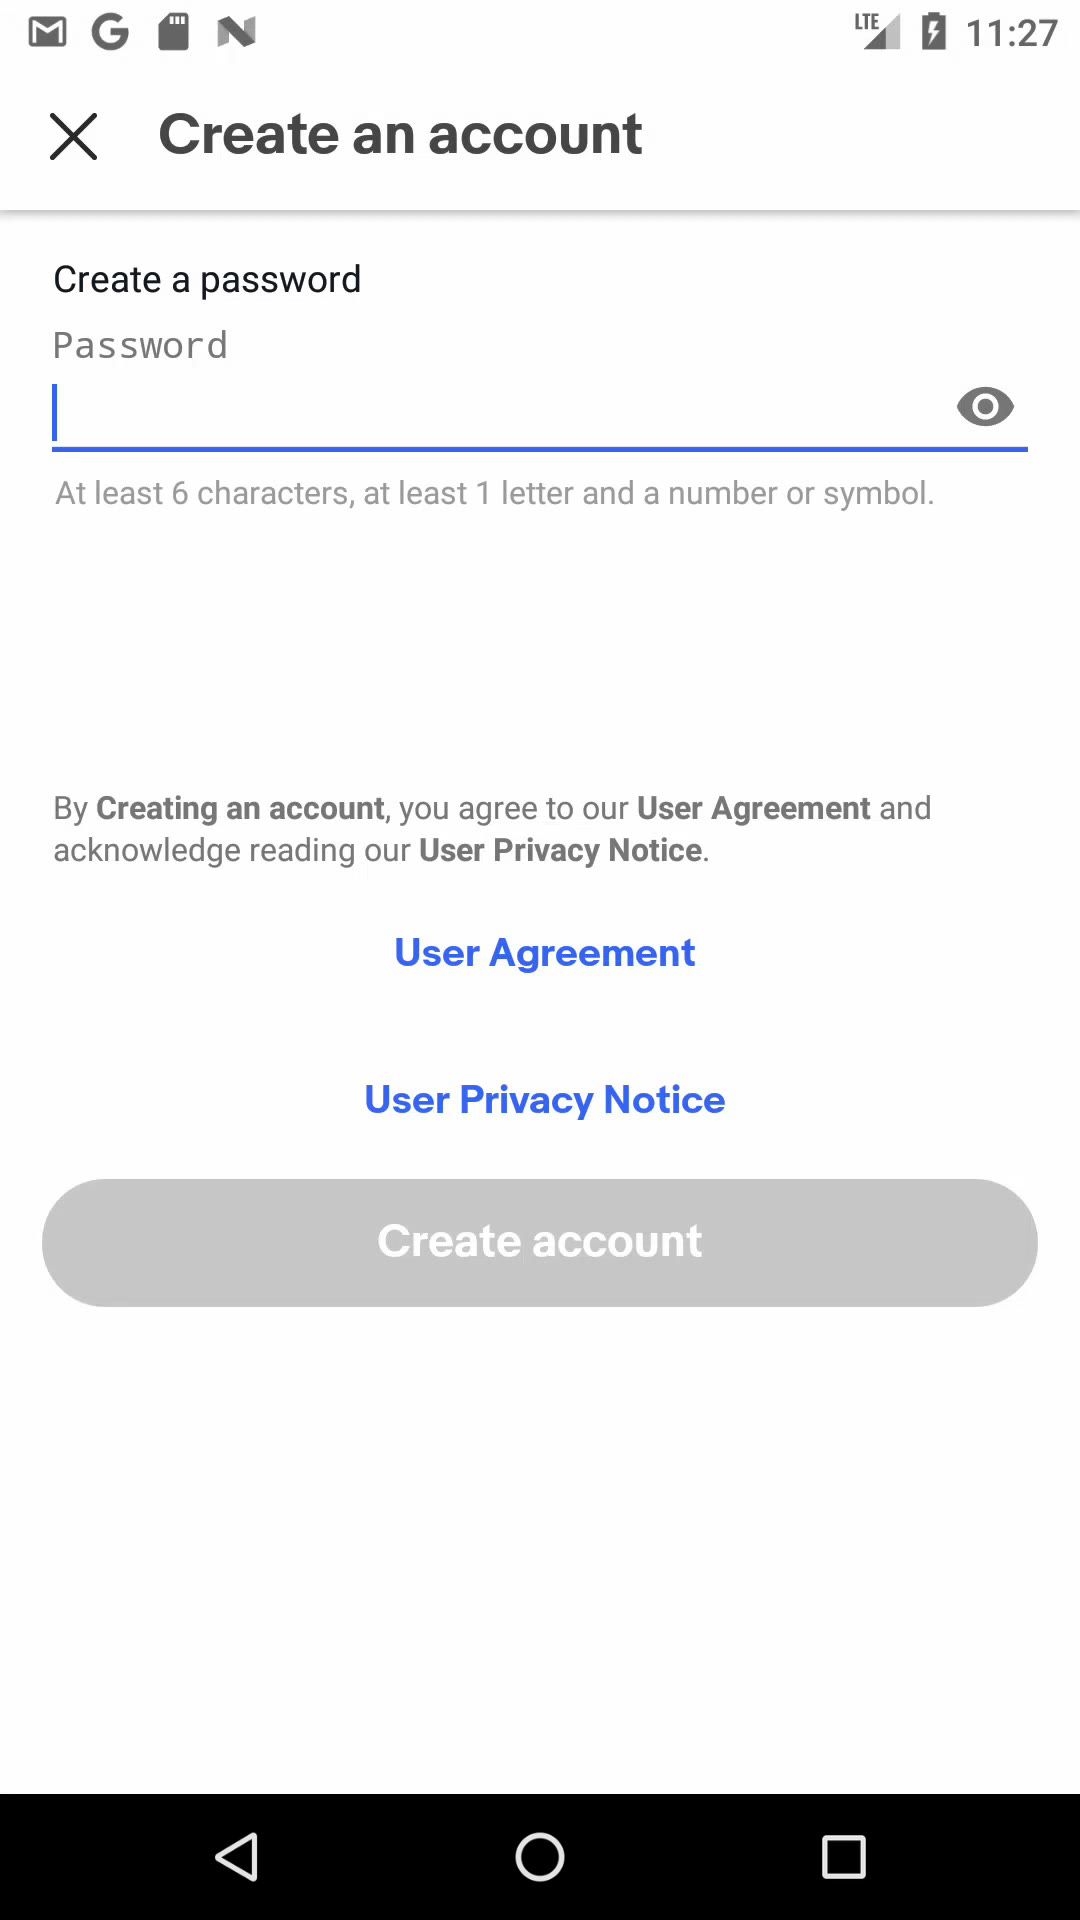 LTE 11:27
Create an account
Create a password
Password
At least 6 characters, at least 1 letter and a number or symbol.
By Creating an account, you agree to our User Agreement and
acknowledge reading our User Privacy Notice.
User Agreement
User Privacy Notice
Create account